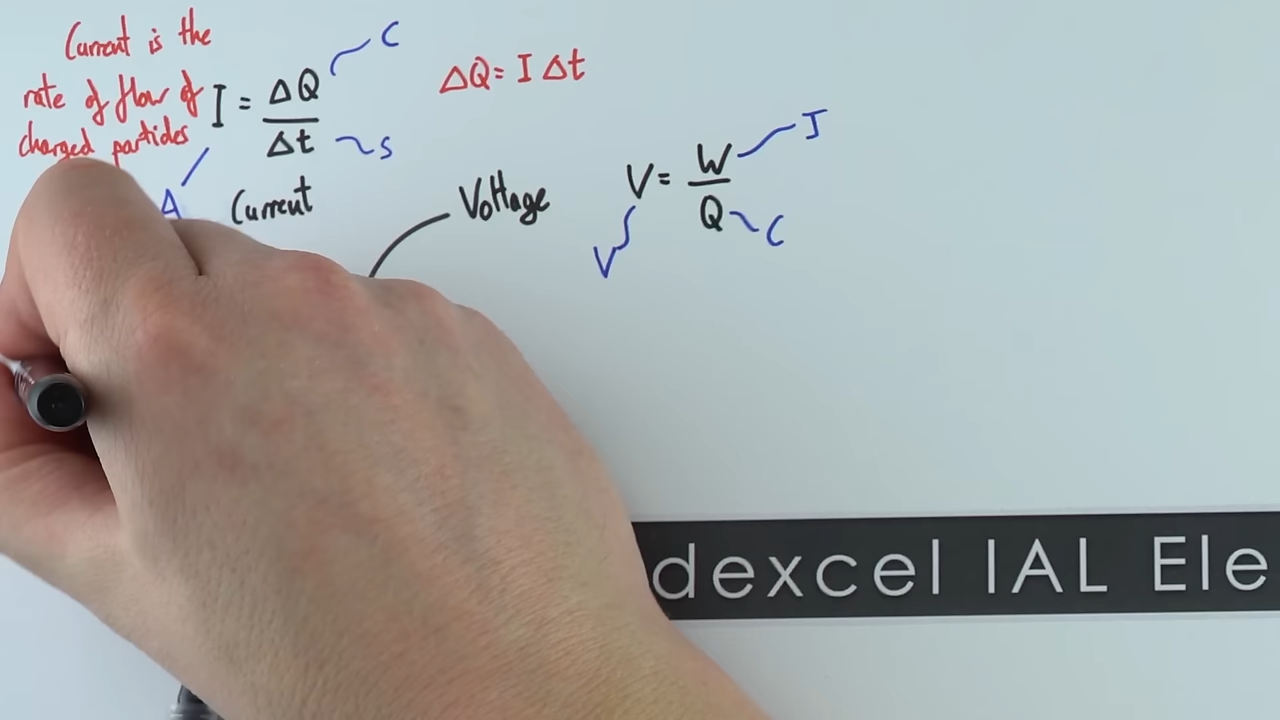 Current is the
rate of flow of
charged particles
I = ΔQ / Δt
C
s
A
Current
ΔQ = I Δt
Voltage
V = W / Q
J
C
V
dexcel IAL Ele